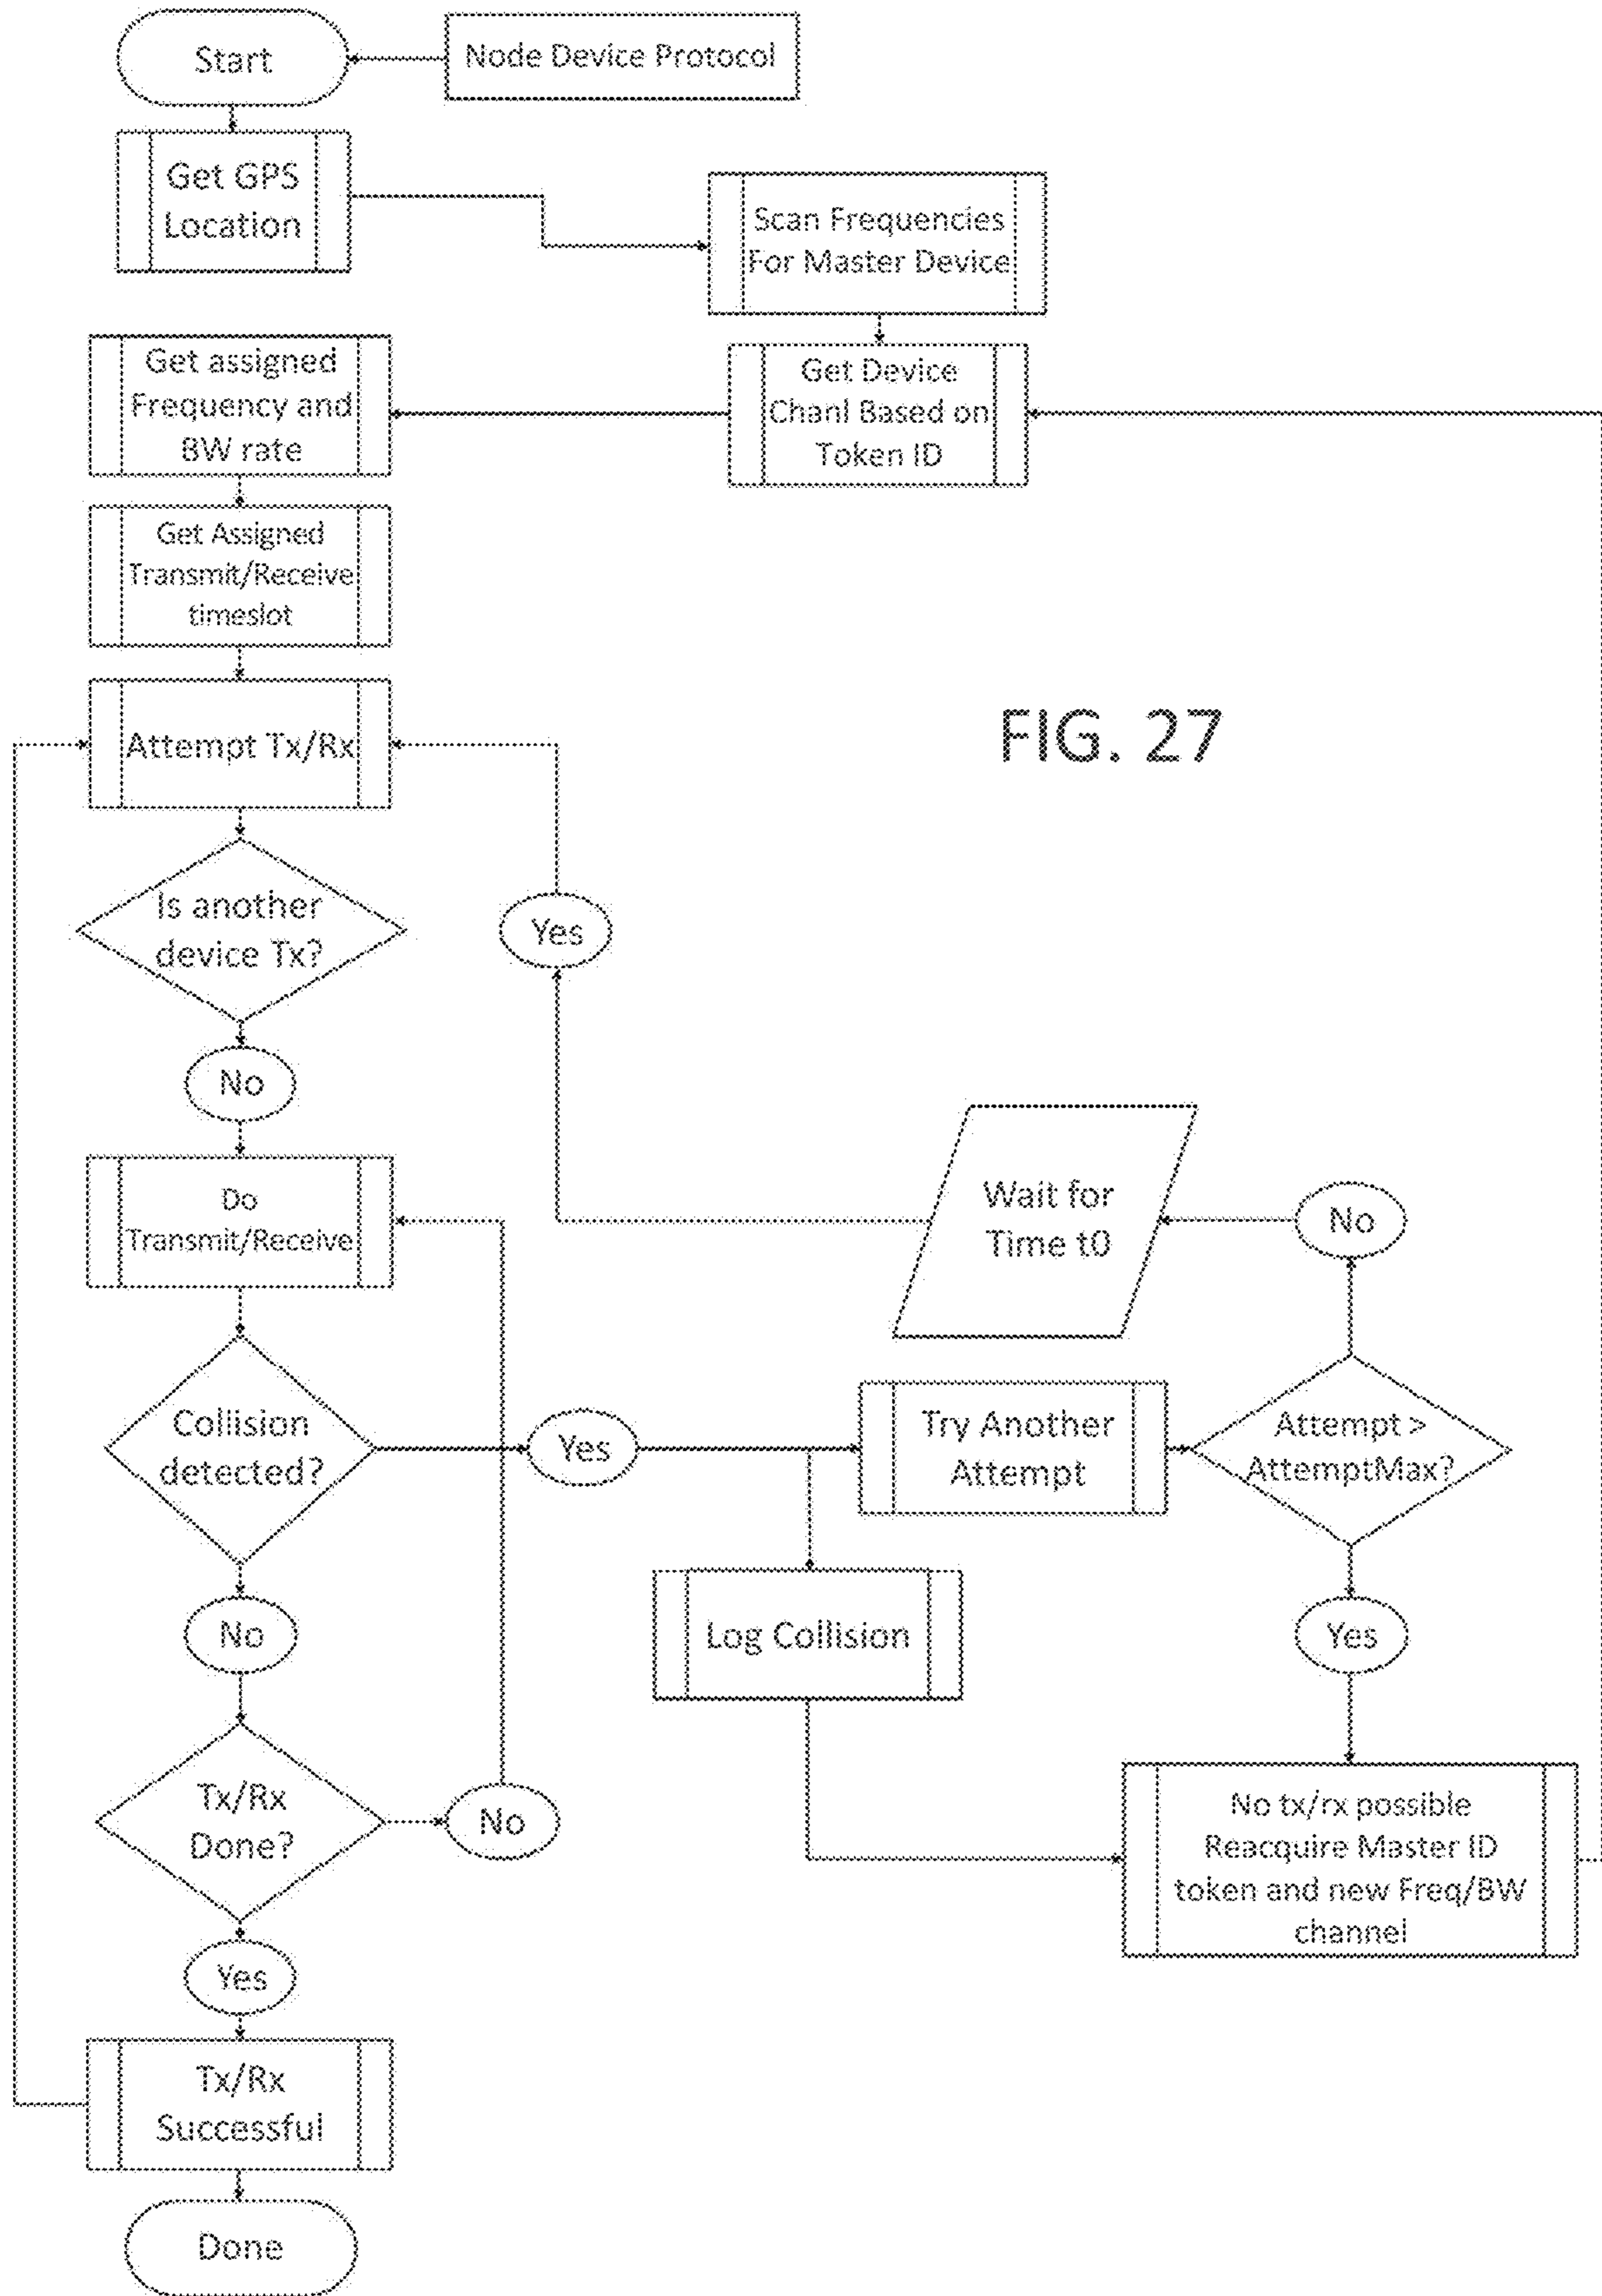 Start
Node Device Protocol
Get GPS
Location
Scan Frequencies
For Master Device
Get assigned
Frequency and
BW rate
Get Device
Chanl Based on
Token ID
Get Assigned
Transmit/Receive
timeslot
Attempt Tx/Rx
FIG. 27
Is another
device Tx?
Yes
No
Do
Transmit/Receive
Wait for
Time t0
No
Collision
detected?
Yes
Try Another
Attempt
Attempt >
AttemptMax?
No
Log Collision
Yes
Tx/Rx
Done?
No
No tx/rx possible
Reacquire Master ID
token and new Freq/BW
channel
Yes
Tx/Rx
Successful
Done